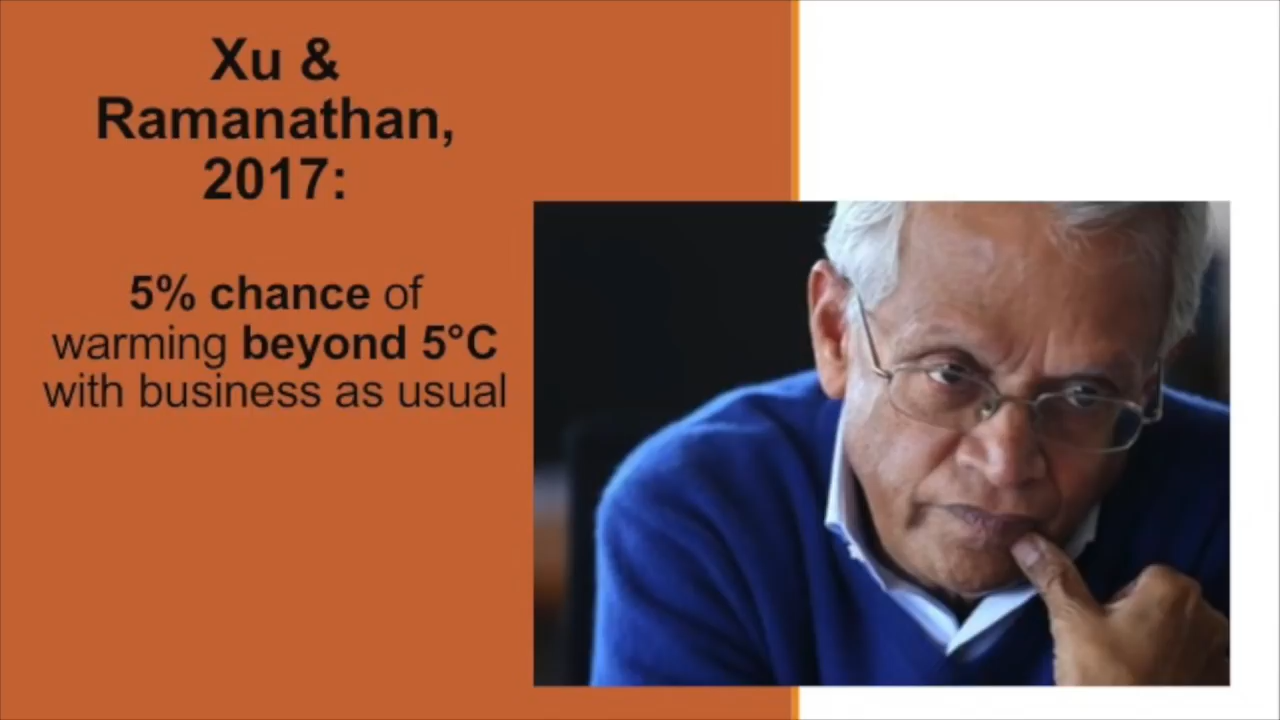 Xu &
Ramanathan,
2017:
5% chance of
warming beyond 5°C
with business as usual